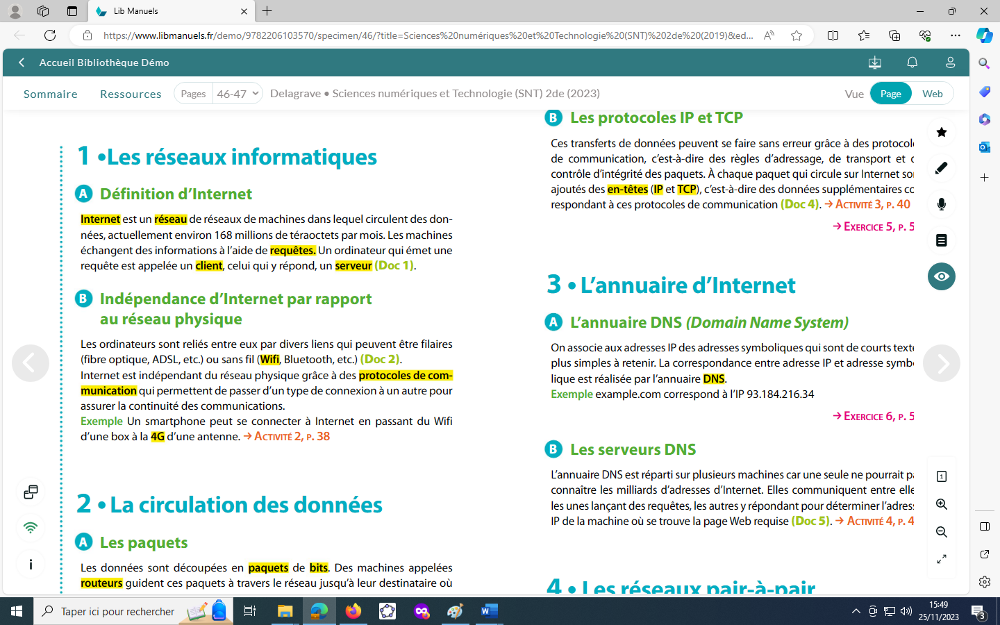 Lib Manuels
https://www.libmanuels.fr/demo/9782206103570/specimen/46/?title=Sciences%20numériques%20et%20Technologie%20(SNT)%202de%20(2019)&ed...
Accueil Bibliothèque Démo
Sommaire
Ressources
Pages
46-47
Delagrave • Sciences numériques et Technologie (SNT) 2de (2023)
Vue
Page
Web
1 •Les réseaux informatiques
A Définition d’Internet
Internet est un réseau de réseaux de machines dans lequel circulent des don-
nées, actuellement environ 168 millions de téraoctets par mois. Les machines
échangent des informations à l’aide de requêtes. Un ordinateur qui émet une
requête est appelée un client, celui qui y répond, un serveur (Doc 1).
B Indépendance d’Internet par rapport
au réseau physique
Les ordinateurs sont reliés entre eux par divers liens qui peuvent être filaires
(fibre optique, ADSL, etc.) ou sans fil (Wifi, Bluetooth, etc.) (Doc 2).
Internet est indépendant du réseau physique grâce à des protocoles de com-
munication qui permettent de passer d’un type de connexion à un autre pour
assurer la continuité des communications.
Exemple Un smartphone peut se connecter à Internet en passant du Wifi
d’une box à la 4G d’une antenne. → Activité 2, p. 38
2 • La circulation des données
A Les paquets
Les données sont découpées en paquets de bits. Des machines appelées
routeurs guident ces paquets à travers le réseau jusqu’à leur destinataire où
B Les protocoles IP et TCP
Ces transferts de données peuvent se faire sans erreur grâce à des protocol
de communication, c’est-à-dire des règles d’adressage, de transport et
contrôle d’intégrité des paquets. À chaque paquet qui circule sur Internet so
ajoutés des en-têtes (IP et TCP), c’est-à-dire des données supplémentaires co
respondant à ces protocoles de communication (Doc 4). → Activité 3, p. 40
→ Exercice 5, p. 5
3 • L’annuaire d’Internet
A L’annuaire DNS (Domain Name System)
On associe aux adresses IP des adresses symboliques qui sont de courts texte
plus simples à retenir. La correspondance entre adresse IP et adresse symb
lique est réalisée par l’annuaire DNS.
Exemple example.com correspond à l’IP 93.184.216.34
→ Exercice 6, p. 5
B Les serveurs DNS
L’annuaire DNS est réparti sur plusieurs machines car une seule ne pourrait p
connaître les milliards d’adresses d’Internet. Elles communiquent entre elle
les unes lançant des requêtes, les autres y répondant pour déterminer l’adres
IP de la machine où se trouve la page Web requise (Doc 5). → Activité 4, p. 4
4 • Les réseaux pair-à-pair
1
Taper ici pour rechercher
15:49
25/11/2023
3